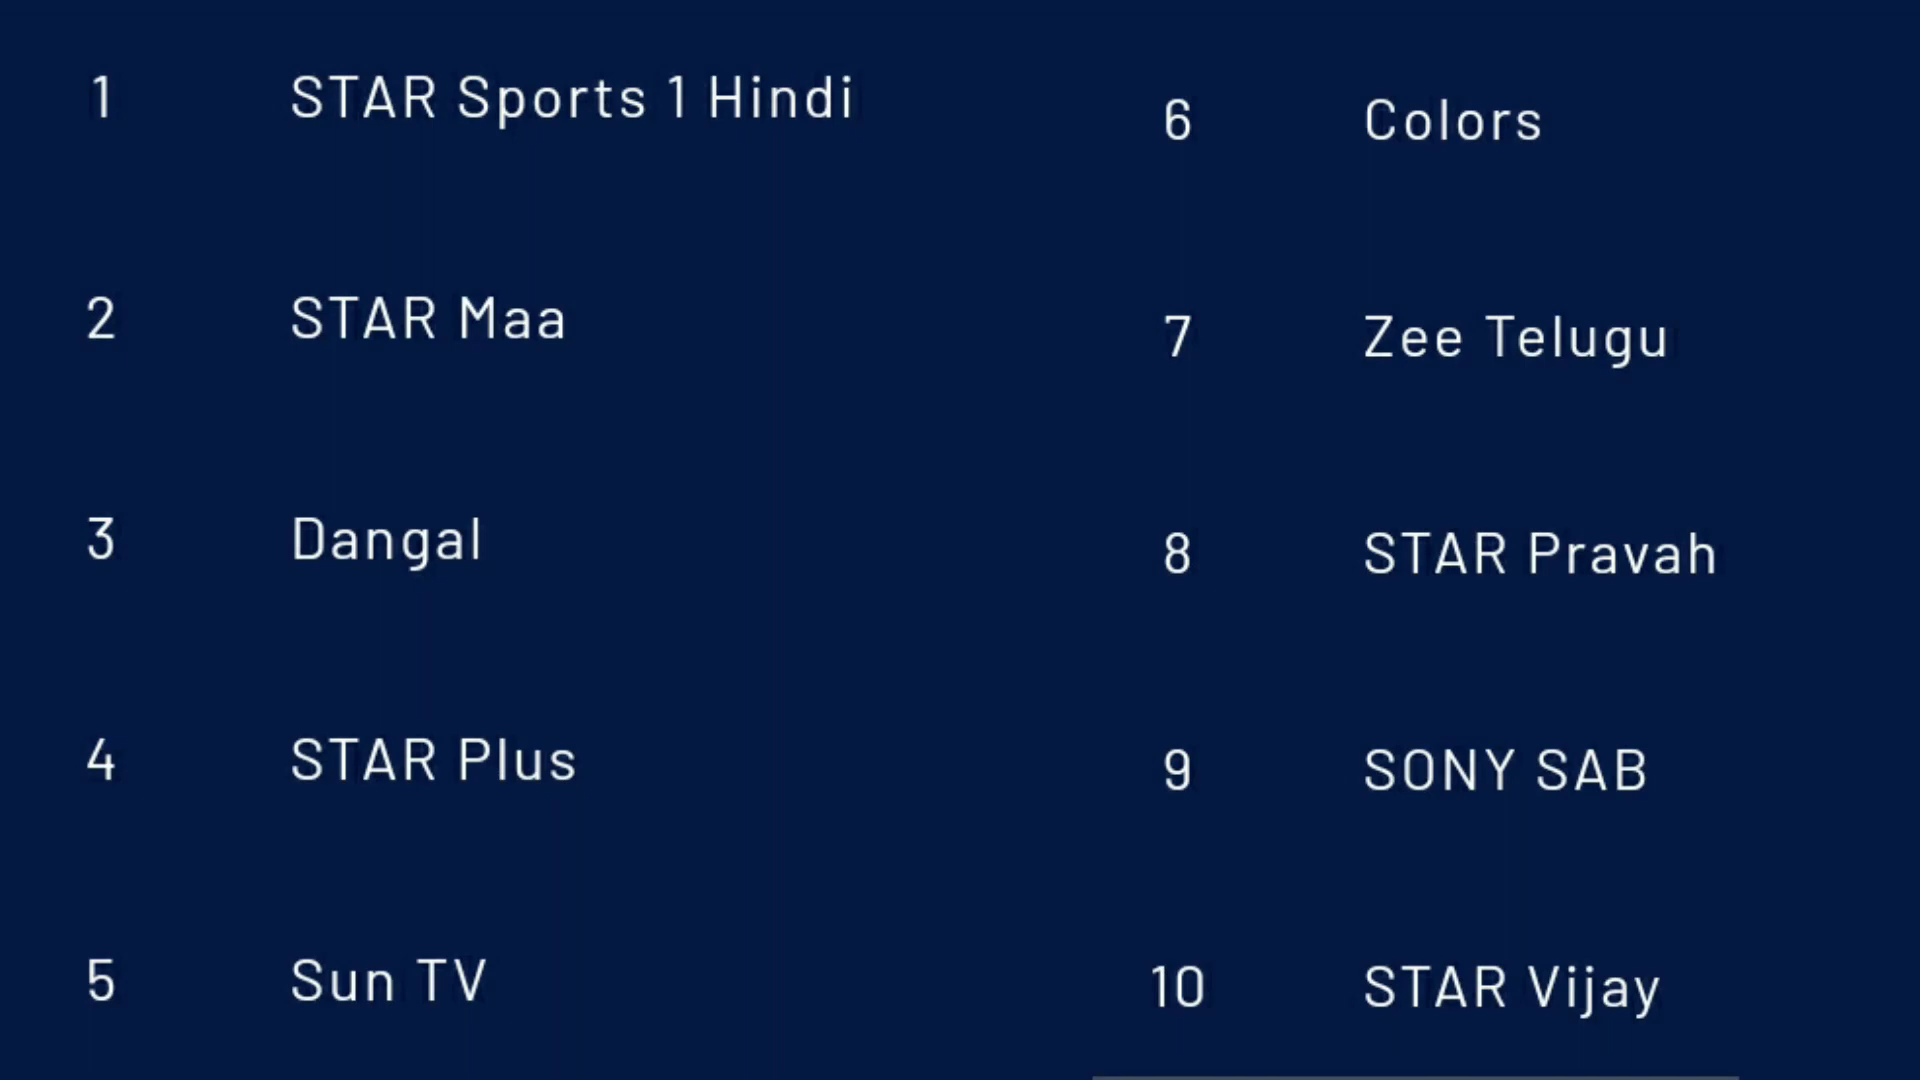 1 STAR Sports 1 Hindi
2 STAR Maa
3 Dangal
4 STAR Plus
5 Sun TV
6 Colors
7 Zee Telugu
8 STAR Pravah
9 SONY SAB
10 STAR Vijay